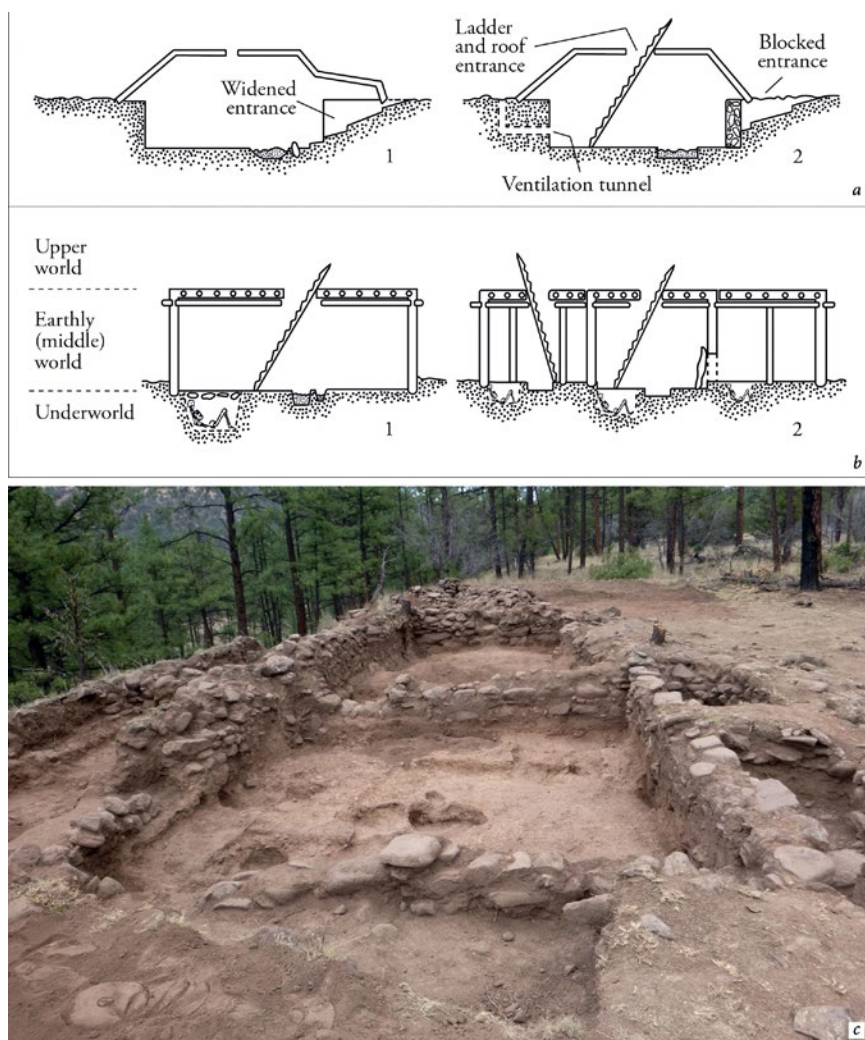 Widened
entrance
1
Ladder
and roof
entrance
Blocked
entrance
Ventilation tunnel
2
a
Upper
world
Earthly
(middle)
world
Underworld
1
2
b
c